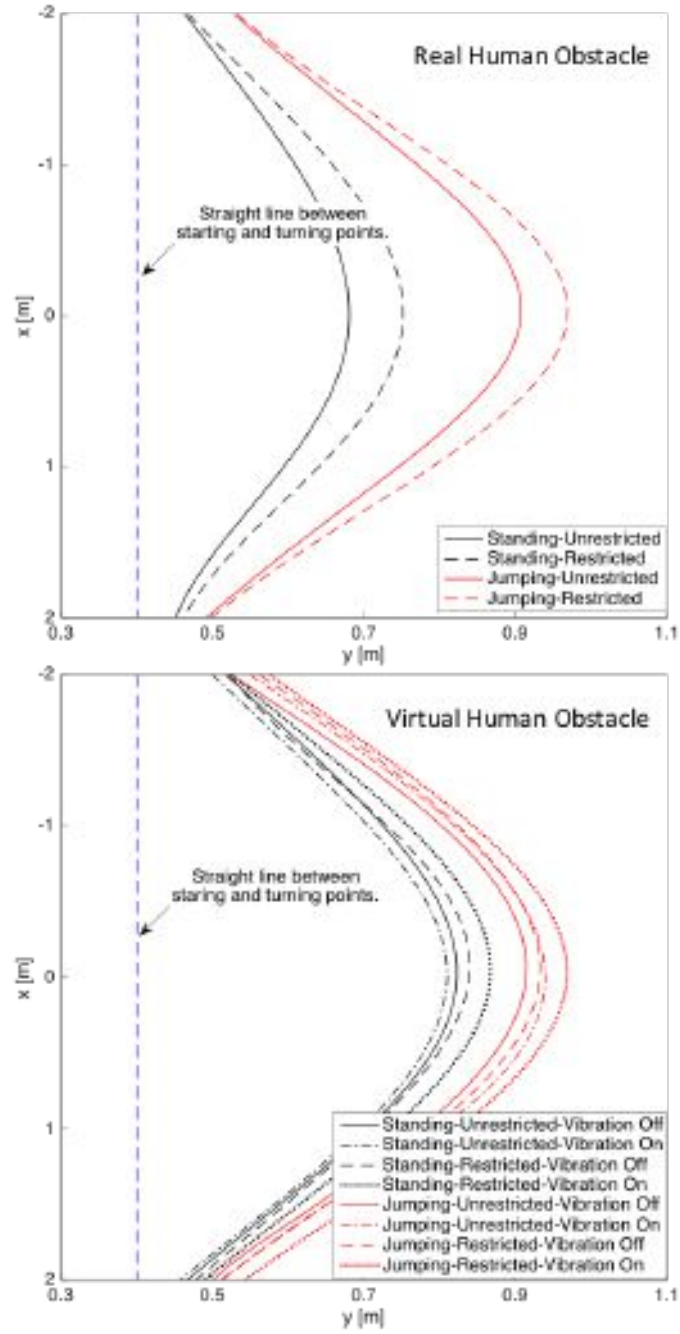 -2
Real Human Obstacle
-1
Straight line between
starting and turning points.
0
x [m]
1
Standing-Unrestricted
Standing-Restricted
Jumping-Unrestricted
Jumping-Restricted
2
0.3 0.5 0.7 0.9 1.1
y [m]
-2
Virtual Human Obstacle
-1
Straight line between
staring and turning points.
0
x [m]
1
Standing-Unrestricted-Vibration Off
Standing-Unrestricted-Vibration On
Standing-Restricted-Vibration Off
Standing-Restricted-Vibration On
Jumping-Unrestricted-Vibration Off
Jumping-Unrestricted-Vibration On
Jumping-Restricted-Vibration Off
Jumping-Restricted-Vibration On
2
0.3 0.5 0.7 0.9 1.1
y [m]